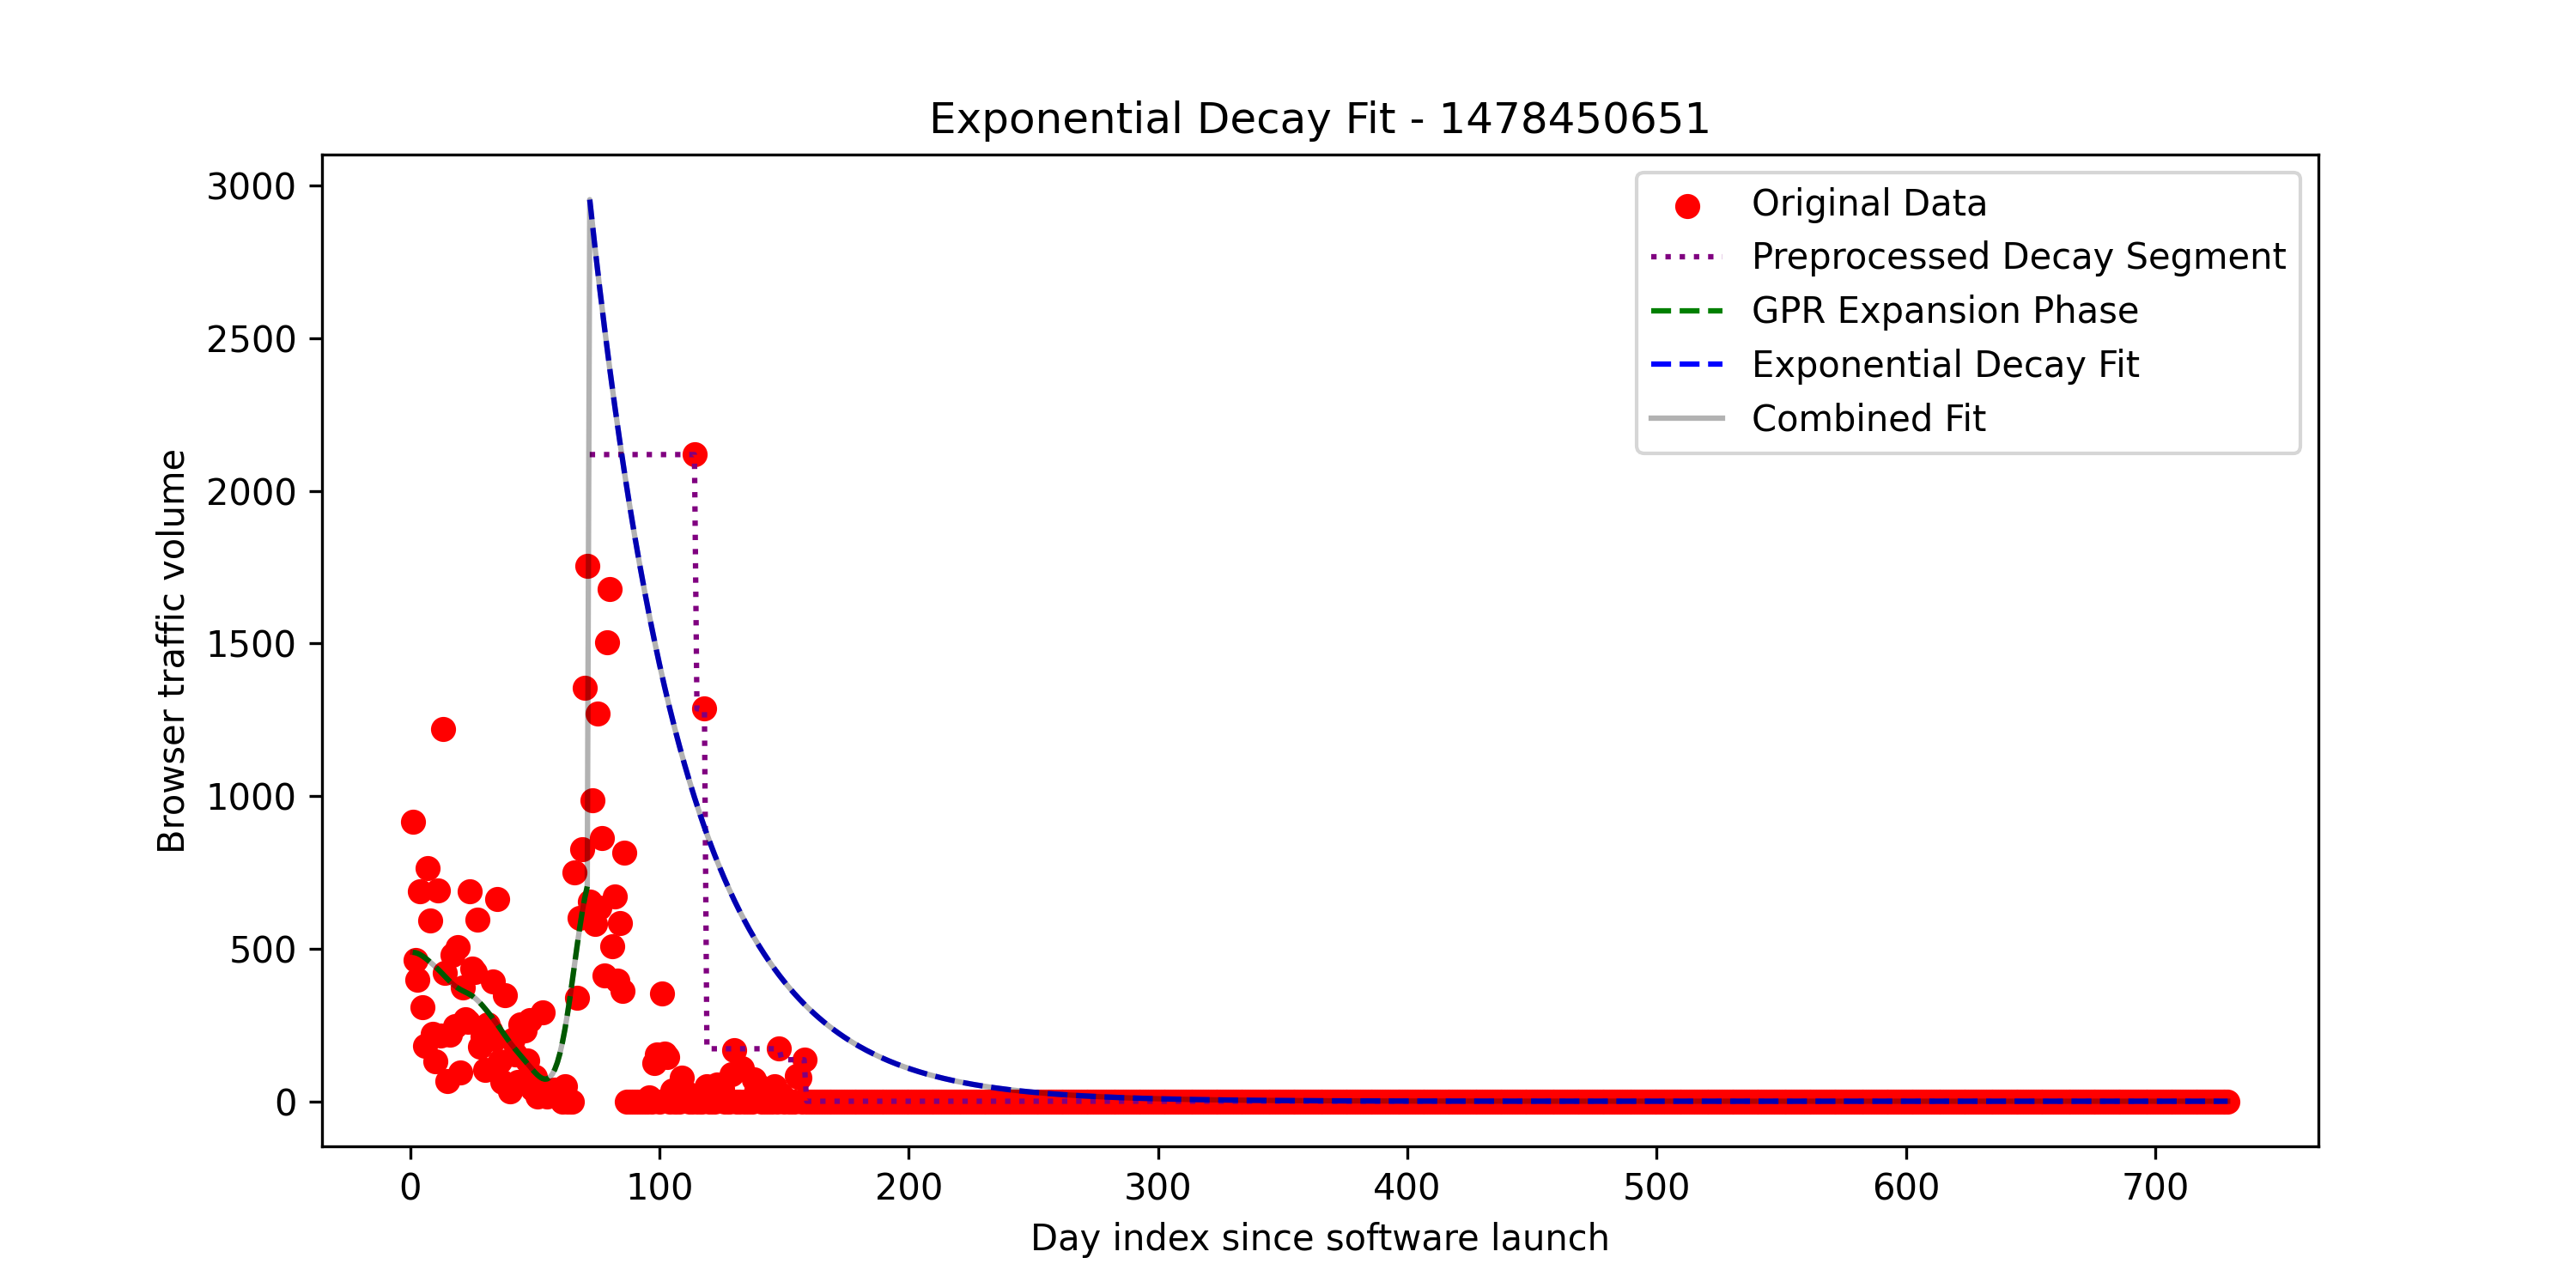 Exponential Decay Fit - 1478450651
Browser traffic volume
3000
2500
2000
1500
1000
500
0
Original Data
Preprocessed Decay Segment
GPR Expansion Phase
Exponential Decay Fit
Combined Fit
0 100 200 300 400 500 600 700
Day index since software launch